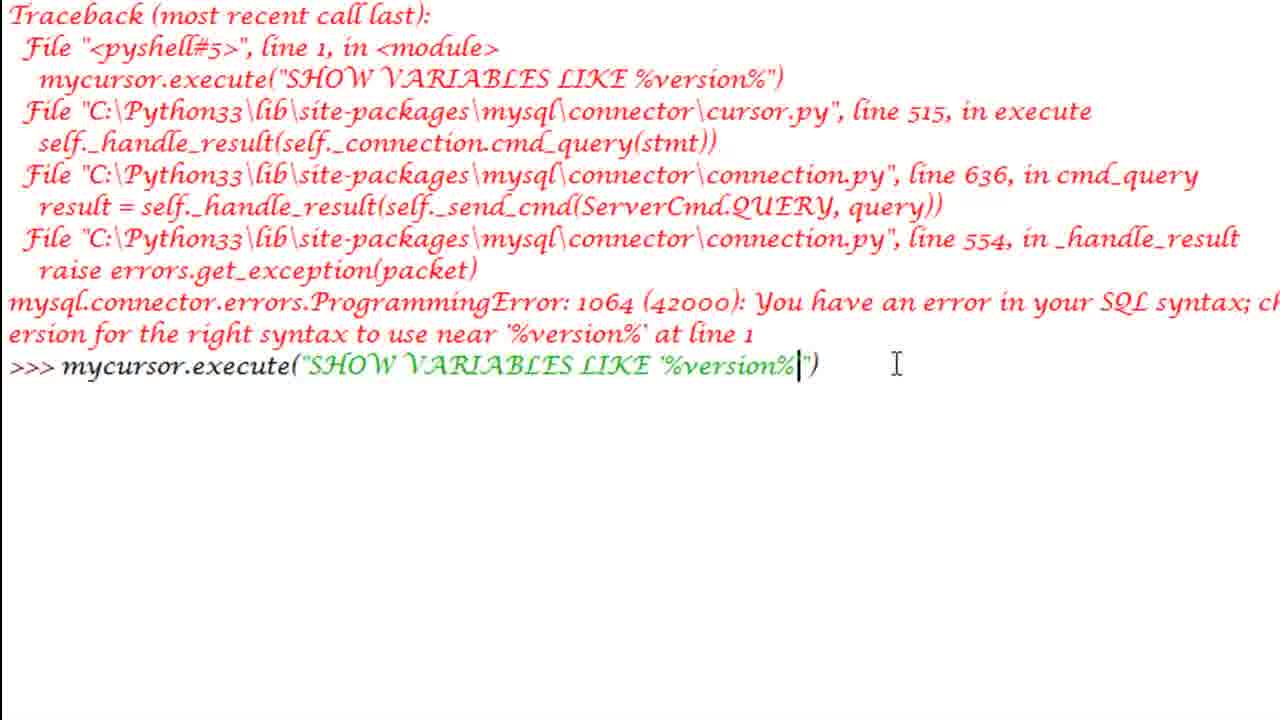 Traceback (most recent call last):
File "<pyshell#5>", line 1, in <module>
mycursor.execute("SHOW VARIABLES LIKE %version%")
File "C:\Python33\lib\site-packages\mysql\connector\cursor.py", line 515, in execute
self._handle_result(self._connection.cmd_query(stmt))
File "C:\Python33\lib\site-packages\mysql\connector\connection.py", line 636, in cmd_query
result = self._handle_result(self._send_cmd(ServerCmd.QUERY, query))
File "C:\Python33\lib\site-packages\mysql\connector\connection.py", line 554, in _handle_result
raise errors.get_exception(packet)
mysql.connector.errors.ProgrammingError: 1064 (42000): You have an error in your SQL syntax; ch
ersion for the right syntax to use near '%version%' at line 1
>>> mycursor.execute("SHOW VARIABLES LIKE '%version%")